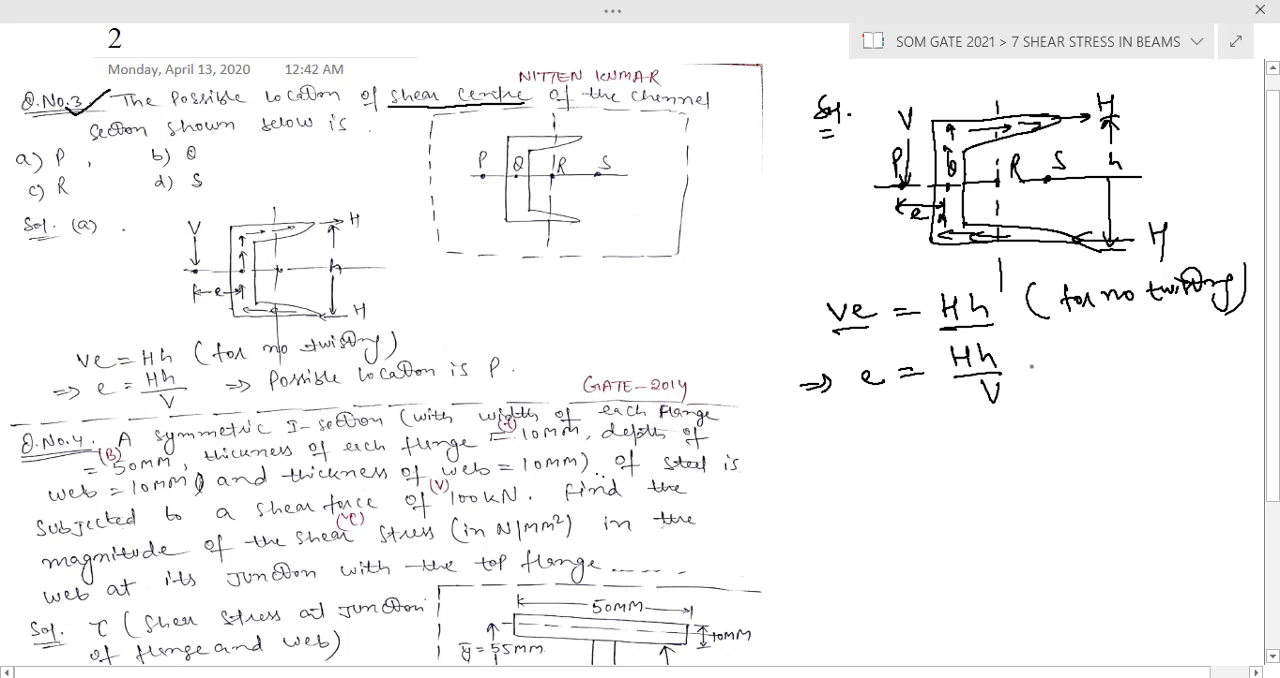 2
SOM GATE 2021 > 7 SHEAR STRESS IN BEAMS
Monday, April 13, 2020 12:42 AM
NITTEN KUMAR
Q.No.3 The Possible Location of shear centre of the chennel
section shown below is.
a) P, b) Q
c) R d) S
P Q R S
Sol. (a).
V H
h
e
H
Ve = Hh (for no twisting)
⇒ e = Hh/V ⇒ Possible location is P.
GATE-2014
Q.No.4. A symmetric I-section (with width of each flange
(B) (t)
= 50mm, thickness of each flenge = 10mm, depth of
web = 10mm, and thickness of web = 10mm) of steel is
(V)
subjected to a shear force of 100kN. Find the
(τ)
magnitude of the shear stress (in N/mm²) in the
web at its junction with the top flange......
Sol. τ (shear stress at junction
of flange and web)
50mm
10mm
ȳ = 55mm
Sol.
V H
P Q R S h
e
H
Ve = Hh (for no twisting)
⇒ e = Hh/V